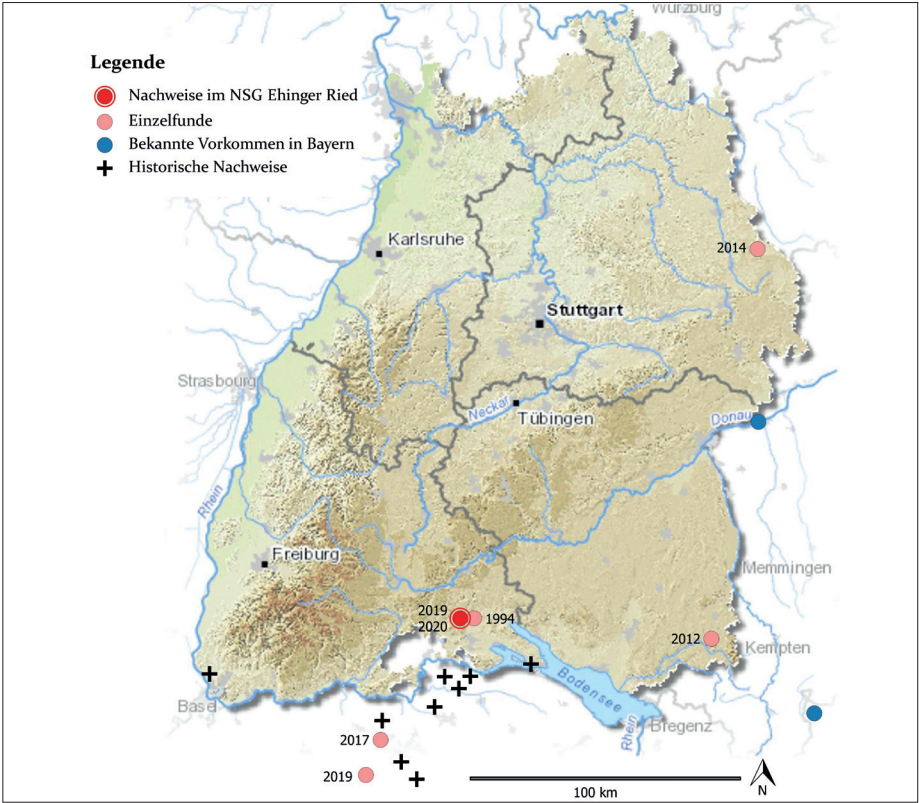 Würzburg
Legende
Nachweise im NSG Ehinger Ried
Einzelfunde
Bekannte Vorkommen in Bayern
Historische Nachweise
Karlsruhe
2014
Stuttgart
Strasbourg
Neckar
Tübingen
Donau
Rhein
Freiburg
Memmingen
2019
2020
1994
2012
Kempten
Basel
Bodensee
Rhein
Bregenz
2017
2019
100 km
N